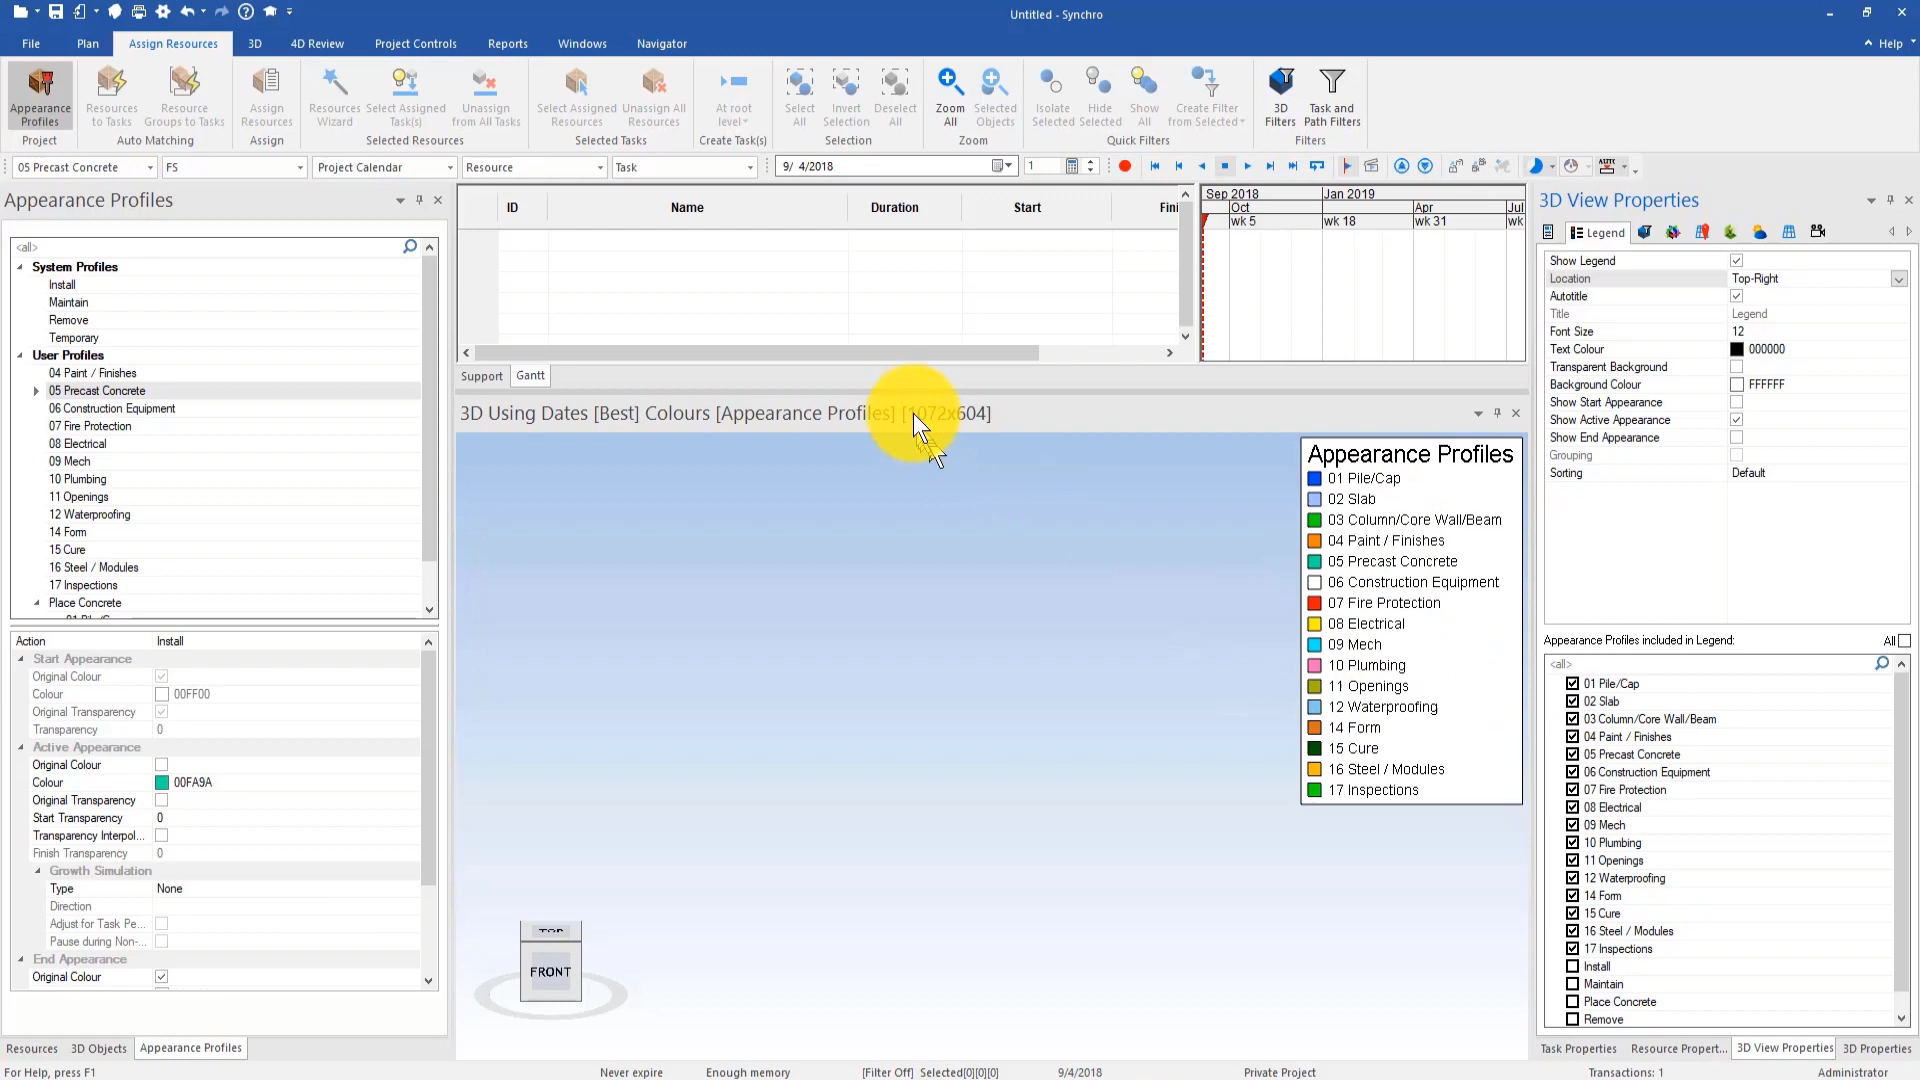 Untitled - Synchro
File Plan Assign Resources 3D 4D Review Project Controls Reports Windows Navigator Help
Appearance Profiles
Resources to Tasks
Resource Groups to Tasks
Assign Resources
Resources Wizard
Select Assigned Task(s)
Unassign from All Tasks
Select Assigned Resources
Unassign All Resources
At root level
Select All
Invert Selection
Deselect All
Zoom All
Selected Objects
Isolate Selected
Hide Selected
Show All
Create Filter from Selected
3D Filters
Task and Path Filters
Project Auto Matching Assign Selected Resources Selected Tasks Create Task(s) Selection Zoom Quick Filters Filters
05 Precast Concrete FS Project Calendar Resource Task 9/ 4/2018 1
Appearance Profiles
<all>
System Profiles
Install
Maintain
Remove
Temporary
User Profiles
04 Paint / Finishes
05 Precast Concrete
06 Construction Equipment
07 Fire Protection
08 Electrical
09 Mech
10 Plumbing
11 Openings
12 Waterproofing
14 Form
15 Cure
16 Steel / Modules
17 Inspections
Place Concrete
Action Install
Start Appearance
Original Colour
Colour 00FF00
Original Transparency
Transparency 0
Active Appearance
Original Colour
Colour 00FA9A
Original Transparency
Start Transparency 0
Transparency Interpol...
Finish Transparency 0
Growth Simulation
Type None
Direction
Adjust for Task Pe...
Pause during Non-...
End Appearance
Original Colour
Resources 3D Objects Appearance Profiles
ID Name Duration Start Fini
Sep 2018 Jan 2019
Oct Apr Jul
wk 5 wk 18 wk 31 wk
Support Gantt
3D Using Dates [Best] Colours [Appearance Profiles] [1072x604]
Appearance Profiles
01 Pile/Cap
02 Slab
03 Column/Core Wall/Beam
04 Paint / Finishes
05 Precast Concrete
06 Construction Equipment
07 Fire Protection
08 Electrical
09 Mech
10 Plumbing
11 Openings
12 Waterproofing
14 Form
15 Cure
16 Steel / Modules
17 Inspections
TOP
FRONT
3D View Properties
Legend
Show Legend
Location Top-Right
Autotitle
Title Legend
Font Size 12
Text Colour 000000
Transparent Background
Background Colour FFFFFF
Show Start Appearance
Show Active Appearance
Show End Appearance
Grouping
Sorting Default
Appearance Profiles included in Legend: All
<all>
01 Pile/Cap
02 Slab
03 Column/Core Wall/Beam
04 Paint / Finishes
05 Precast Concrete
06 Construction Equipment
07 Fire Protection
08 Electrical
09 Mech
10 Plumbing
11 Openings
12 Waterproofing
14 Form
15 Cure
16 Steel / Modules
17 Inspections
Install
Maintain
Place Concrete
Remove
Task Properties Resource Propert... 3D View Properties 3D Properties
For Help, press F1 Never expire Enough memory [Filter Off] Selected[0][0][0] 9/4/2018 Private Project Transactions: 1 Administrator